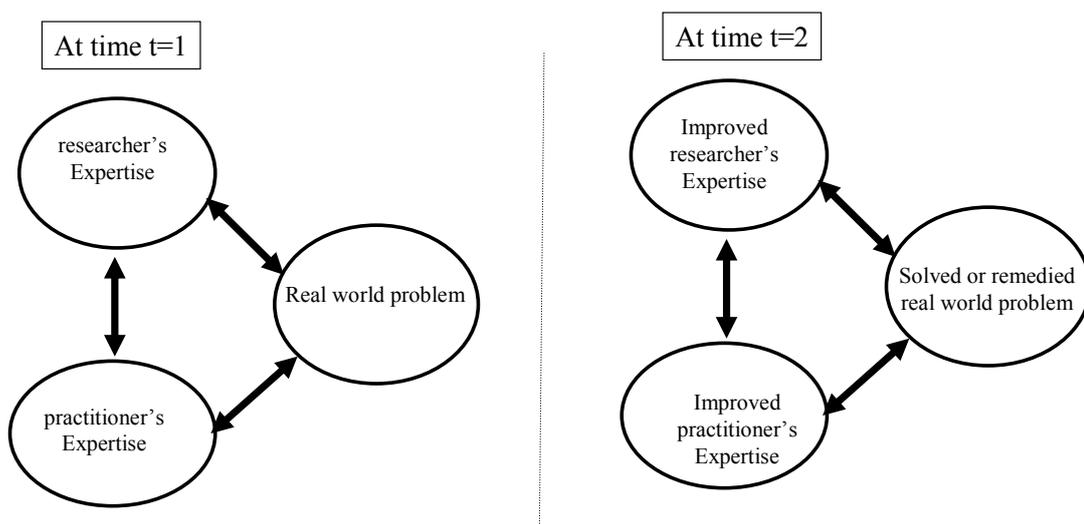 At time t=1
researcher’s
Expertise
Real world problem
practitioner’s
Expertise
At time t=2
Improved
researcher’s
Expertise
Solved or remedied
real world problem
Improved
practitioner’s
Expertise